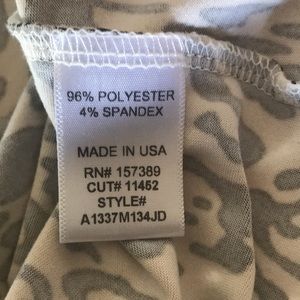 96% POLYESTER
4% SPANDEX
MADE IN USA
RN# 157389
CUT# 11452
STYLE#
A1337M134JD